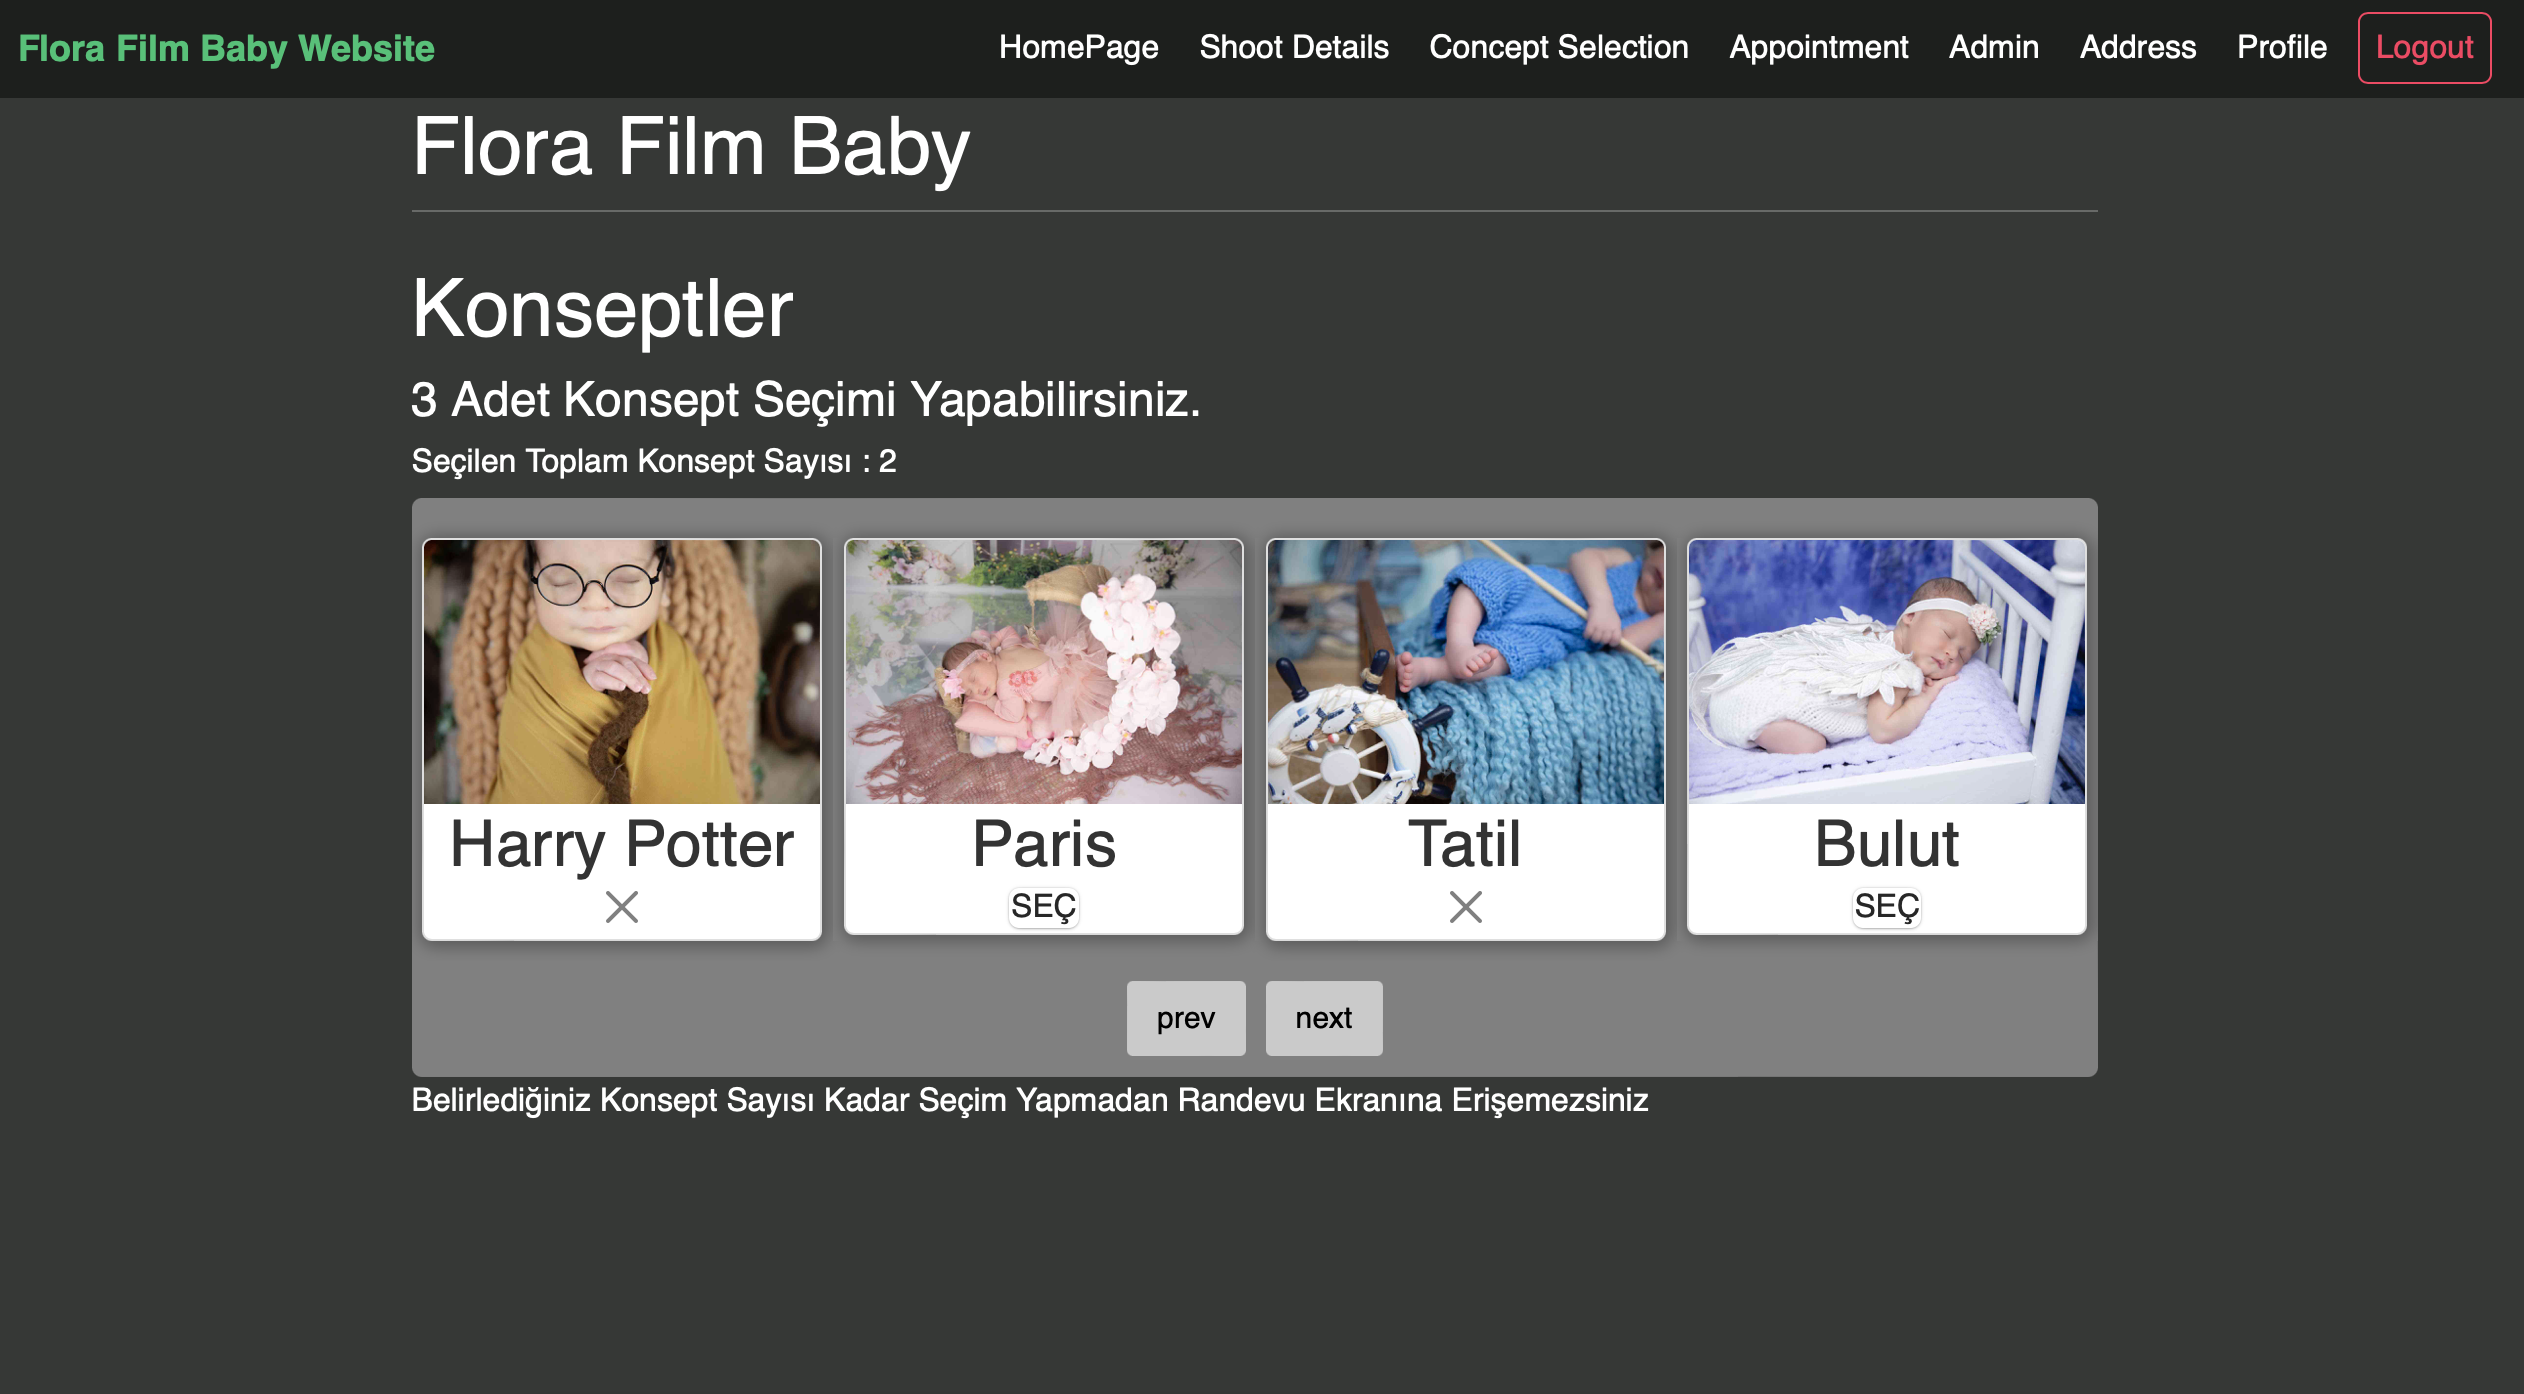 Flora Film Baby Website
HomePage Shoot Details Concept Selection Appointment Admin Address Profile Logout
Flora Film Baby
Konseptler
3 Adet Konsept Seçimi Yapabilirsiniz.
Seçilen Toplam Konsept Sayısı : 2
Harry Potter
Paris
SEÇ
Tatil
Bulut
SEÇ
prev next
Belirlediğiniz Konsept Sayısı Kadar Seçim Yapmadan Randevu Ekranına Erişemezsiniz